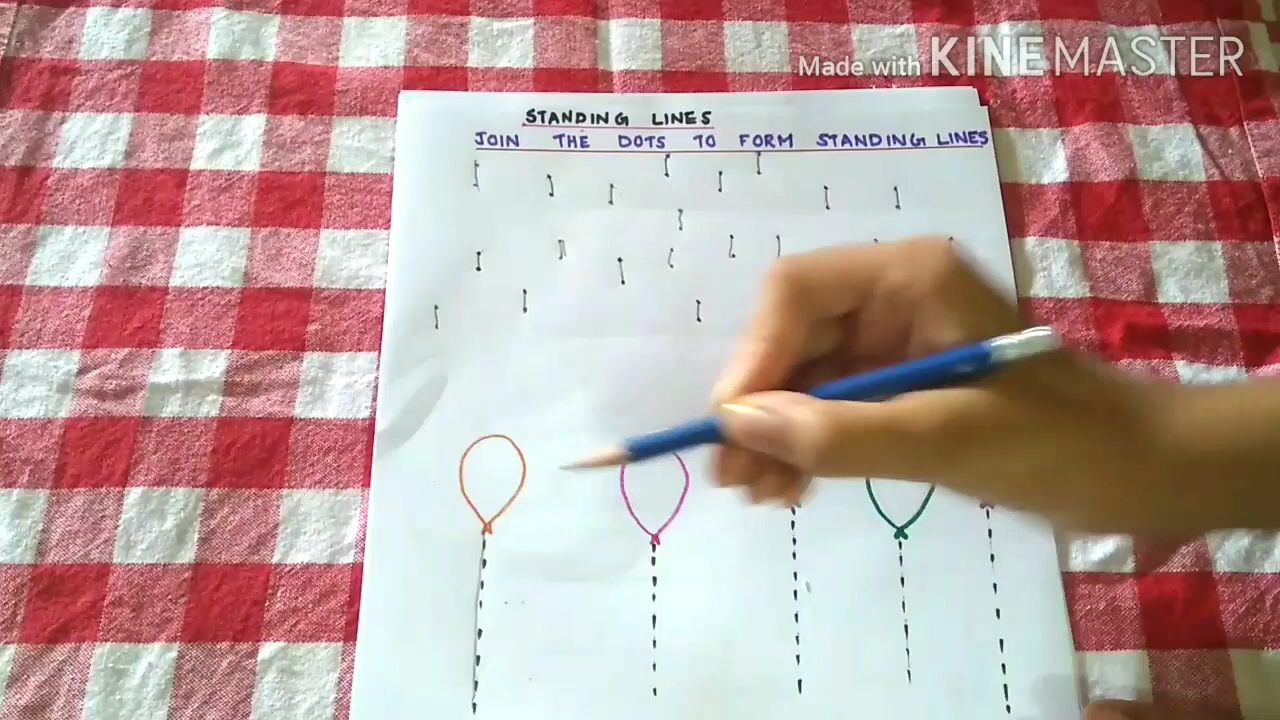 Made with KINEMASTER
STANDING LINES
JOIN THE DOTS TO FORM STANDING LINES